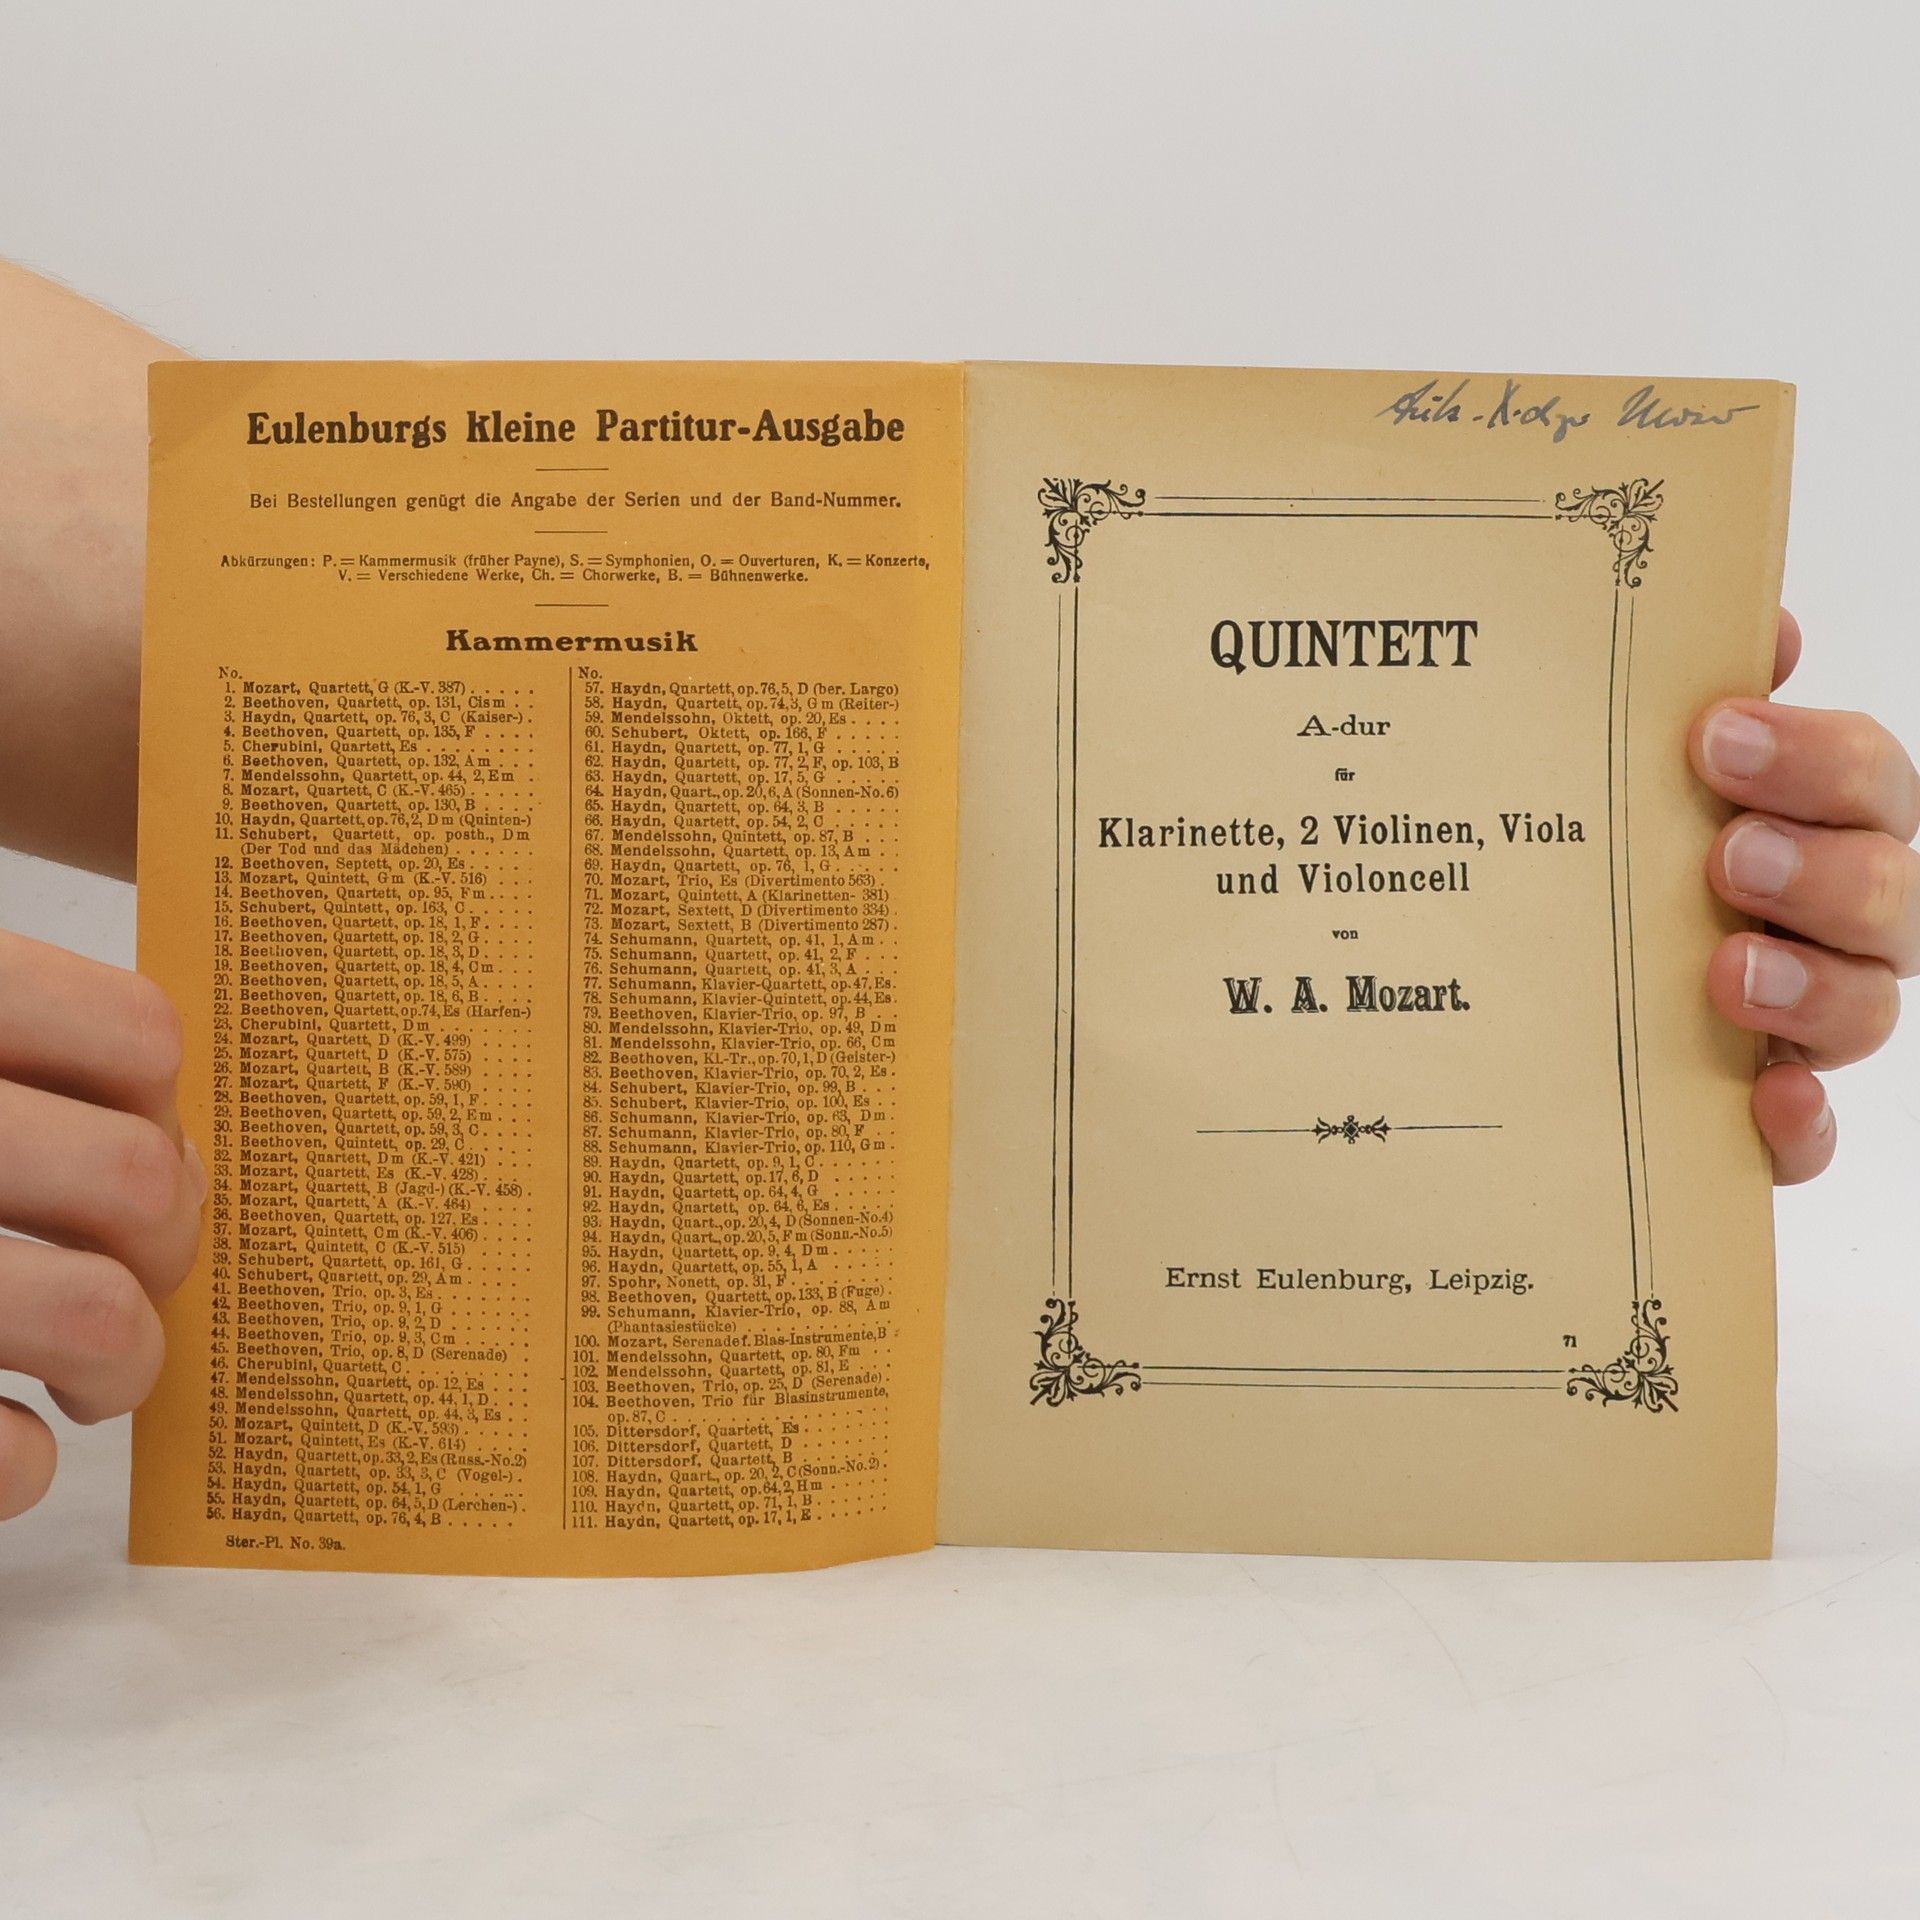 Eulenburgs kleine Partitur-Ausgabe
Bei Bestellungen genügt die Angabe der Serien und der Band-Nummer.
Abkürzungen: P. = Kammermusik (früher Payne), S. = Symphonien, O. = Ouverturen, K. = Konzerte,
V. = Verschiedene Werke, Ch. = Chorwerke, B. = Bühnenwerke.
Kammermusik
No.
1. Mozart, Quartett, G (K.-V. 387) . . . . .
2. Beethoven, Quartett, op. 131, Cis m . .
3. Haydn, Quartett, op. 76, 3, C (Kaiser-) .
4. Beethoven, Quartett, op. 135, F . . . .
5. Cherubini, Quartett, Es . . . . . . . . .
6. Beethoven, Quartett, op. 132, Am . . .
7. Mendelssohn, Quartett, op. 44, 2, Em .
8. Mozart, Quartett, C (K.-V. 465) . . . . .
9. Beethoven, Quartett, op. 130, B . . . .
10. Haydn, Quartett, op. 76, 2, Dm (Quinten-)
11. Schubert, Quartett, op. posth., Dm
(Der Tod und das Mädchen) . . . . . .
12. Beethoven, Septett, op. 20, Es . . . .
13. Mozart, Quintett, Gm (K.-V. 516) . . .
14. Beethoven, Quartett, op. 95, Fm . . . .
15. Schubert, Quintett, op. 163, C . . . . .
16. Beethoven, Quartett, op. 18, 1, F . . . .
17. Beethoven, Quartett, op. 18, 2, G . . . .
18. Beethoven, Quartett, op. 18, 3, D . . . .
19. Beethoven, Quartett, op. 18, 4, Cm . . .
20. Beethoven, Quartett, op. 18, 5, A . . . .
21. Beethoven, Quartett, op. 18, 6, B . . . .
22. Beethoven, Quartett, op. 74, Es (Harfen-)
23. Cherubini, Quartett, Dm . . . . . . . .
24. Mozart, Quartett, D (K.-V. 499) . . . .
25. Mozart, Quartett, D (K.-V. 575) . . . .
26. Mozart, Quartett, B (K.-V. 589) . . . .
27. Mozart, Quartett, F (K.-V. 590) . . . .
28. Beethoven, Quartett, op. 59, 1, F . . . .
29. Beethoven, Quartett, op. 59, 2, Em . . .
30. Beethoven, Quartett, op. 59, 3, C . . . .
31. Beethoven, Quintett, op. 29, C . . . . .
32. Mozart, Quartett, Dm (K.-V. 421) . . .
33. Mozart, Quartett, Es (K.-V. 428) . . . .
34. Mozart, Quartett, B (Jagd-) (K.-V. 458) .
35. Mozart, Quartett, A (K.-V. 464) . . . .
36. Beethoven, Quartett, op. 127, Es . . . .
37. Mozart, Quintett, Cm (K.-V. 406) . . . .
38. Mozart, Quintett, C (K.-V. 515) . . . .
39. Schubert, Quartett, op. 161, G . . . . .
40. Schubert, Quartett, op. 29, Am . . . .
41. Beethoven, Trio, op. 3, Es . . . . . . .
42. Beethoven, Trio, op. 9, 1, G . . . . . .
43. Beethoven, Trio, op. 9, 2, D . . . . . .
44. Beethoven, Trio, op. 9, 3, Cm . . . . .
45. Beethoven, Trio, op. 8, D (Serenade) .
46. Cherubini, Quartett, C . . . . . . . . .
47. Mendelssohn, Quartett, op. 12, Es . . .
48. Mendelssohn, Quartett, op. 44, 1, D . . .
49. Mendelssohn, Quartett, op. 44, 3, Es . .
50. Mozart, Quintett, D (K.-V. 593) . . . .
51. Mozart, Quintett, Es (K.-V. 614) . . . .
52. Haydn, Quartett, op. 33, 2, Es (Russ.-No. 2)
53. Haydn, Quartett, op. 33, 3, C (Vogel-) .
54. Haydn, Quartett, op. 54, 1, G . . . . .
55. Haydn, Quartett, op. 64, 5, D (Lerchen-) .
56. Haydn, Quartett, op. 76, 4, B . . . . .
Ster.-Pl. No. 39a.
No.
57. Haydn, Quartett, op. 76, 5, D (ber. Largo)
58. Haydn, Quartett, op. 74, 3, Gm (Reiter-)
59. Mendelssohn, Oktett, op. 20, Es . . . .
60. Schubert, Oktett, op. 166, F . . . . .
61. Haydn, Quartett, op. 77, 1, G . . . . .
62. Haydn, Quartett, op. 77, 2, F, op. 103, B
63. Haydn, Quartett, op. 17, 5, G . . . . .
64. Haydn, Quart., op. 20, 6, A (Sonnen-No. 6)
65. Haydn, Quartett, op. 64, 3, B . . . . .
66. Haydn, Quartett, op. 54, 2, C . . . . .
67. Mendelssohn, Quintett, op. 87, B . . .
68. Mendelssohn, Quartett, op. 13, Am . .
69. Haydn, Quartett, op. 76, 1, G . . . . .
70. Mozart, Trio, Es (Divertimento 563) .
71. Mozart, Quintett, A (Klarinetten- 381) .
72. Mozart, Sextett, D (Divertimento 334) .
73. Mozart, Sextett, B (Divertimento 287) .
74. Schumann, Quartett, op. 41, 1, Am . .
75. Schumann, Quartett, op. 41, 2, F . . .
76. Schumann, Quartett, op. 41, 3, A . . .
77. Schumann, Klavier-Quartett, op. 47, Es.
78. Schumann, Klavier-Quintett, op. 44, Es.
79. Beethoven, Klavier-Trio, op. 97, B . .
80. Mendelssohn, Klavier-Trio, op. 49, Dm
81. Mendelssohn, Klavier-Trio, op. 66, Cm
82. Beethoven, Kl.-Tr., op. 70, 1, D (Geister-)
83. Beethoven, Klavier-Trio, op. 70, 2, Es .
84. Schubert, Klavier-Trio, op. 99, B . . .
85. Schubert, Klavier-Trio, op. 100, Es . .
86. Schumann, Klavier-Trio, op. 63, Dm .
87. Schumann, Klavier-Trio, op. 80, F . . .
88. Schumann, Klavier-Trio, op. 110, Gm .
89. Haydn, Quartett, op. 9, 1, C . . . . . .
90. Haydn, Quartett, op. 17, 6, D . . . . .
91. Haydn, Quartett, op. 64, 4, G . . . . .
92. Haydn, Quartett, op. 64, 6, Es . . . . .
93. Haydn, Quart., op. 20, 4, D (Sonnen-No. 4)
94. Haydn, Quart., op. 20, 5, Fm (Sonn.-No. 5)
95. Haydn, Quartett, op. 9, 4, Dm . . . . .
96. Haydn, Quartett, op. 55, 1, A . . . . .
97. Spohr, Nonett, op. 31, F . . . . . . . .
98. Beethoven, Quartett, op. 133, B (Fuge) .
99. Schumann, Klavier-Trio, op. 88, Am
(Phantasiestücke) . . . . . . . . . .
100. Mozart, Serenade f. Blas-Instrumente, B .
101. Mendelssohn, Quartett, op. 80, Fm . .
102. Mendelssohn, Quartett, op. 81, E . . .
103. Beethoven, Trio, op. 25, D (Serenade) .
104. Beethoven, Trio für Blasinstrumente,
op. 87, C . . . . . . . . . . . . . .
105. Dittersdorf, Quartett, Es . . . . . . .
106. Dittersdorf, Quartett, D . . . . . . .
107. Dittersdorf, Quartett, B . . . . . . .
108. Haydn, Quart., op. 20, 2, C (Sonn.-No. 2) .
109. Haydn, Quartett, op. 64, 2, Hm . . . . .
110. Haydn, Quartett, op. 71, 1, B . . . . .
111. Haydn, Quartett, op. 17, 1, E . . . . .
QUINTETT
A-dur
für
Klarinette, 2 Violinen, Viola
und Violoncell
von
W. A. Mozart.
Ernst Eulenburg, Leipzig.
71